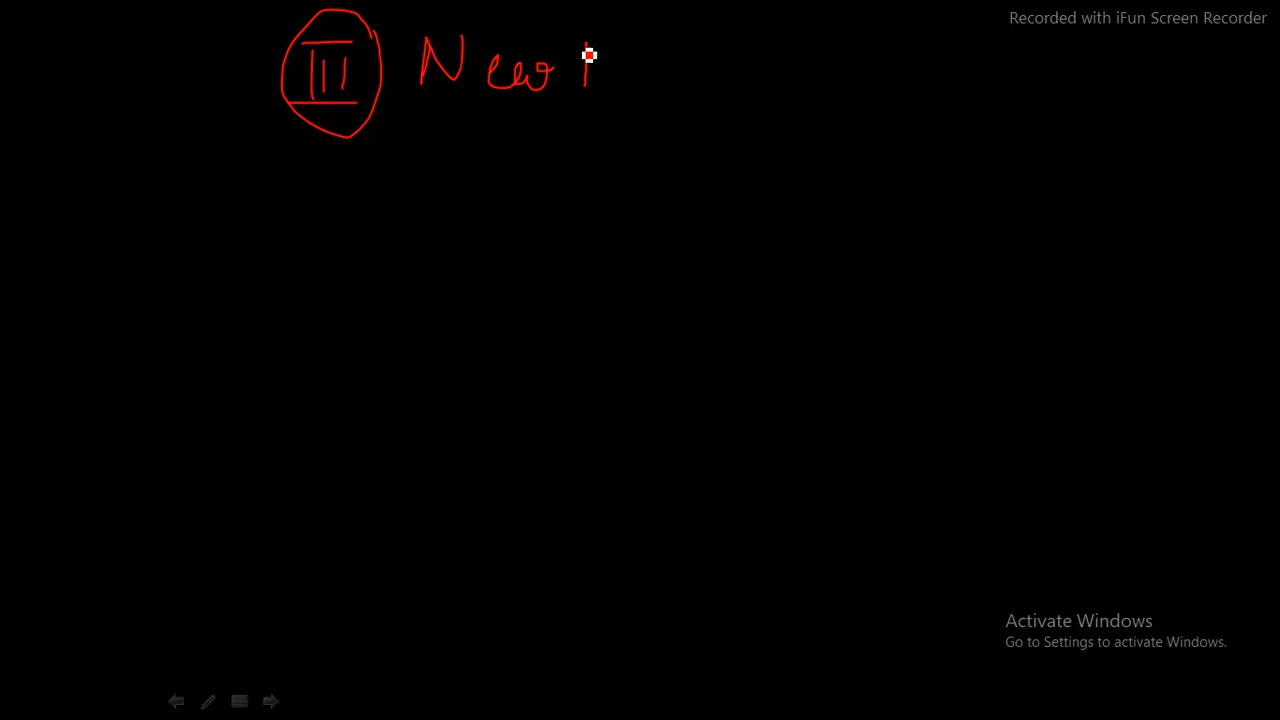 Recorded with iFun Screen Recorder
III New
Activate Windows
Go to Settings to activate Windows.